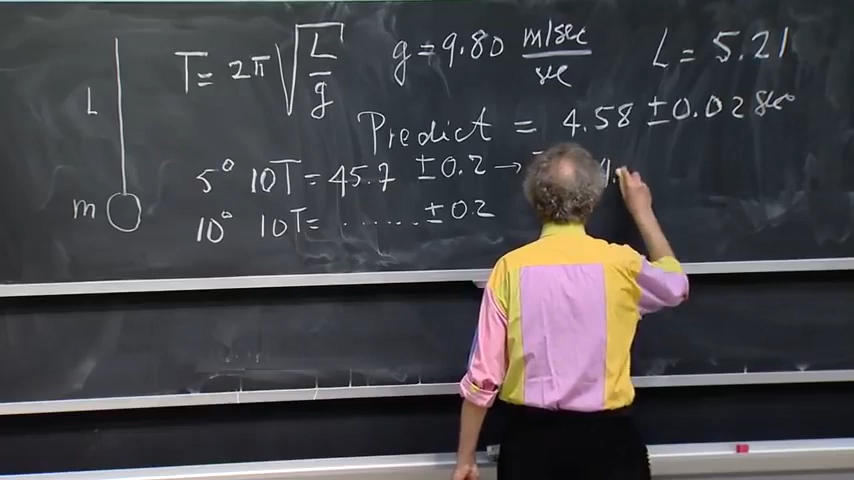 T = 2π √(L/g) g = 9.80 m/sec / sec L = 5.21
L
Predict = 4.58 ± 0.02 sec
5° 10T = 45.7 ± 0.2 → 4.
m 10° 10T = ...... ± 0.2